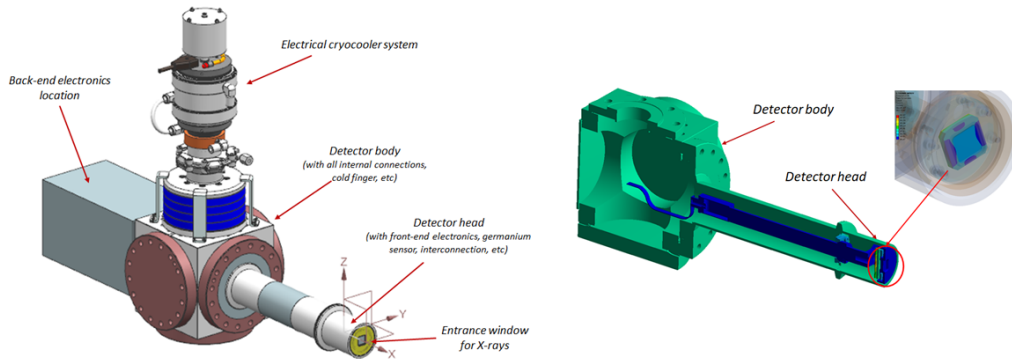 Electrical cryocooler system
Back-end electronics
location
Detector body
(with all internal connections,
cold finger, etc)
Detector head
(with front-end electronics, germanium
sensor, interconnection, etc)
Z
Y
X
Entrance window
for X-rays
Detector body
Detector head